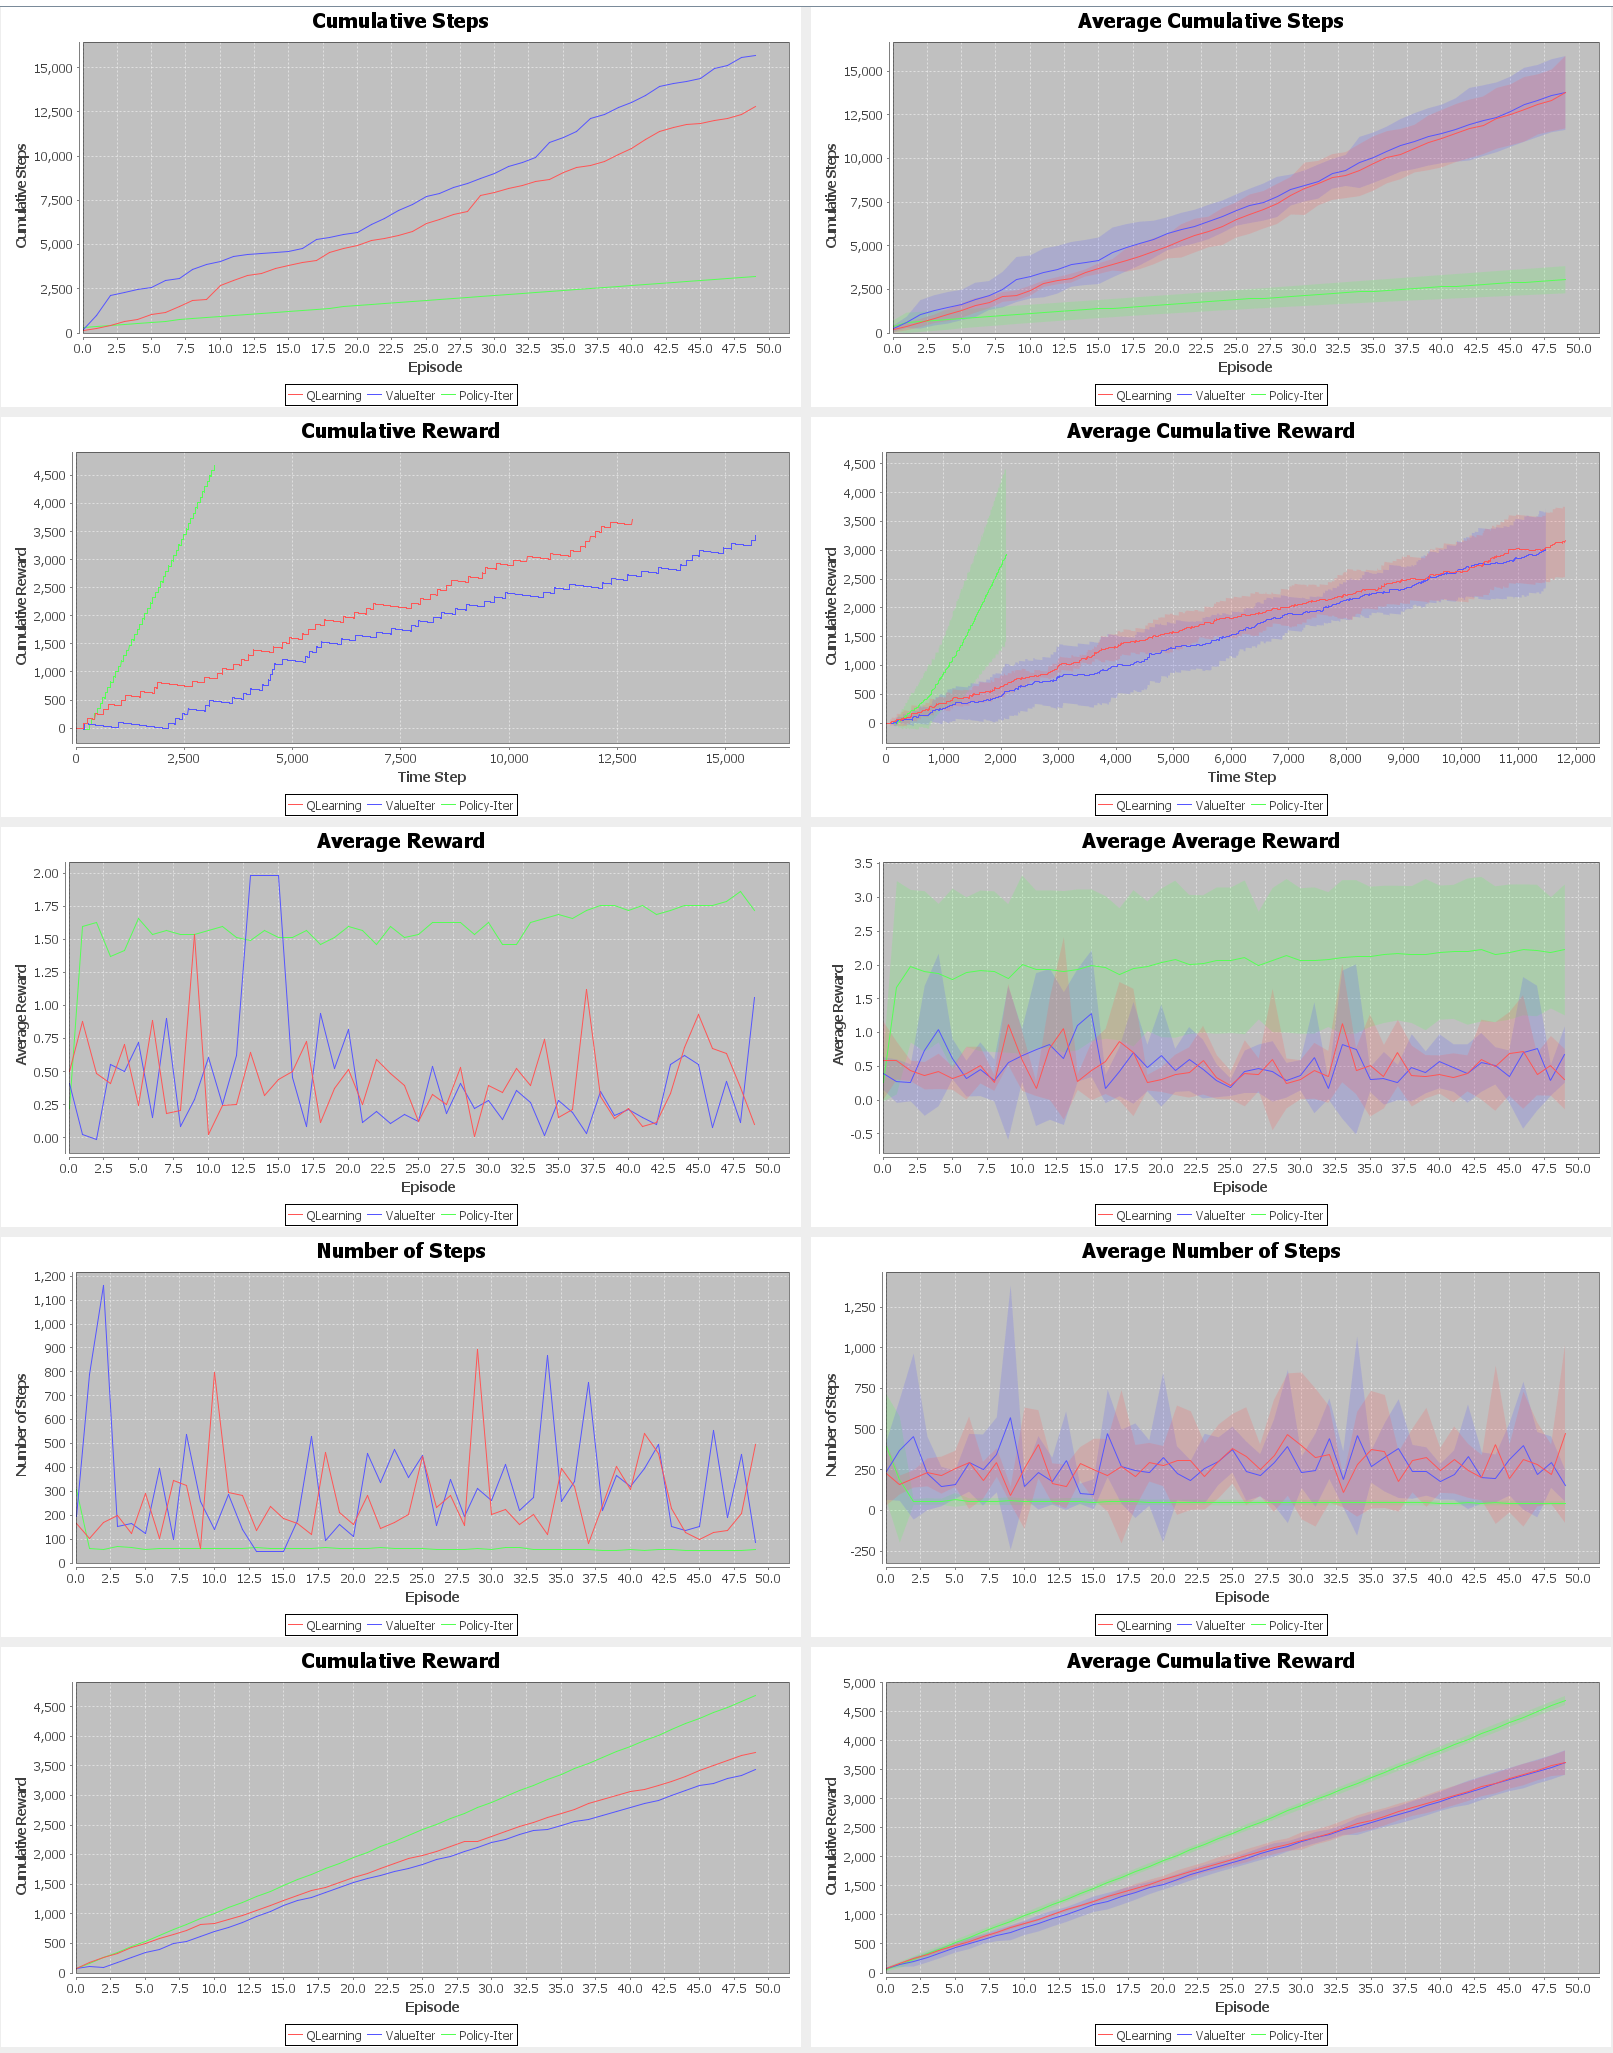 Cumulative Steps
Cumulative Steps
15,000
12,500
10,000
7,500
5,000
2,500
0
0.0 2.5 5.0 7.5 10.0 12.5 15.0 17.5 20.0 22.5 25.0 27.5 30.0 32.5 35.0 37.5 40.0 42.5 45.0 47.5 50.0
Episode
QLearning ValueIter Policy-Iter
Average Cumulative Steps
Cumulative Steps
15,000
12,500
10,000
7,500
5,000
2,500
0
0.0 2.5 5.0 7.5 10.0 12.5 15.0 17.5 20.0 22.5 25.0 27.5 30.0 32.5 35.0 37.5 40.0 42.5 45.0 47.5 50.0
Episode
QLearning ValueIter Policy-Iter
Cumulative Reward
Cumulative Reward
4,500
4,000
3,500
3,000
2,500
2,000
1,500
1,000
500
0
0 2,500 5,000 7,500 10,000 12,500 15,000
Time Step
QLearning ValueIter Policy-Iter
Average Cumulative Reward
Cumulative Reward
4,500
4,000
3,500
3,000
2,500
2,000
1,500
1,000
500
0
0 1,000 2,000 3,000 4,000 5,000 6,000 7,000 8,000 9,000 10,000 11,000 12,000
Time Step
QLearning ValueIter Policy-Iter
Average Reward
Average Reward
2.00
1.75
1.50
1.25
1.00
0.75
0.50
0.25
0.00
0.0 2.5 5.0 7.5 10.0 12.5 15.0 17.5 20.0 22.5 25.0 27.5 30.0 32.5 35.0 37.5 40.0 42.5 45.0 47.5 50.0
Episode
QLearning ValueIter Policy-Iter
Average Average Reward
Average Reward
3.5
3.0
2.5
2.0
1.5
1.0
0.5
0.0
-0.5
0.0 2.5 5.0 7.5 10.0 12.5 15.0 17.5 20.0 22.5 25.0 27.5 30.0 32.5 35.0 37.5 40.0 42.5 45.0 47.5 50.0
Episode
QLearning ValueIter Policy-Iter
Number of Steps
Number of Steps
1,200
1,100
1,000
900
800
700
600
500
400
300
200
100
0
0.0 2.5 5.0 7.5 10.0 12.5 15.0 17.5 20.0 22.5 25.0 27.5 30.0 32.5 35.0 37.5 40.0 42.5 45.0 47.5 50.0
Episode
QLearning ValueIter Policy-Iter
Average Number of Steps
Number of Steps
1,250
1,000
750
500
250
0
-250
0.0 2.5 5.0 7.5 10.0 12.5 15.0 17.5 20.0 22.5 25.0 27.5 30.0 32.5 35.0 37.5 40.0 42.5 45.0 47.5 50.0
Episode
QLearning ValueIter Policy-Iter
Cumulative Reward
Cumulative Reward
4,500
4,000
3,500
3,000
2,500
2,000
1,500
1,000
500
0
0.0 2.5 5.0 7.5 10.0 12.5 15.0 17.5 20.0 22.5 25.0 27.5 30.0 32.5 35.0 37.5 40.0 42.5 45.0 47.5 50.0
Episode
QLearning ValueIter Policy-Iter
Average Cumulative Reward
Cumulative Reward
5,000
4,500
4,000
3,500
3,000
2,500
2,000
1,500
1,000
500
0
0.0 2.5 5.0 7.5 10.0 12.5 15.0 17.5 20.0 22.5 25.0 27.5 30.0 32.5 35.0 37.5 40.0 42.5 45.0 47.5 50.0
Episode
QLearning ValueIter Policy-Iter